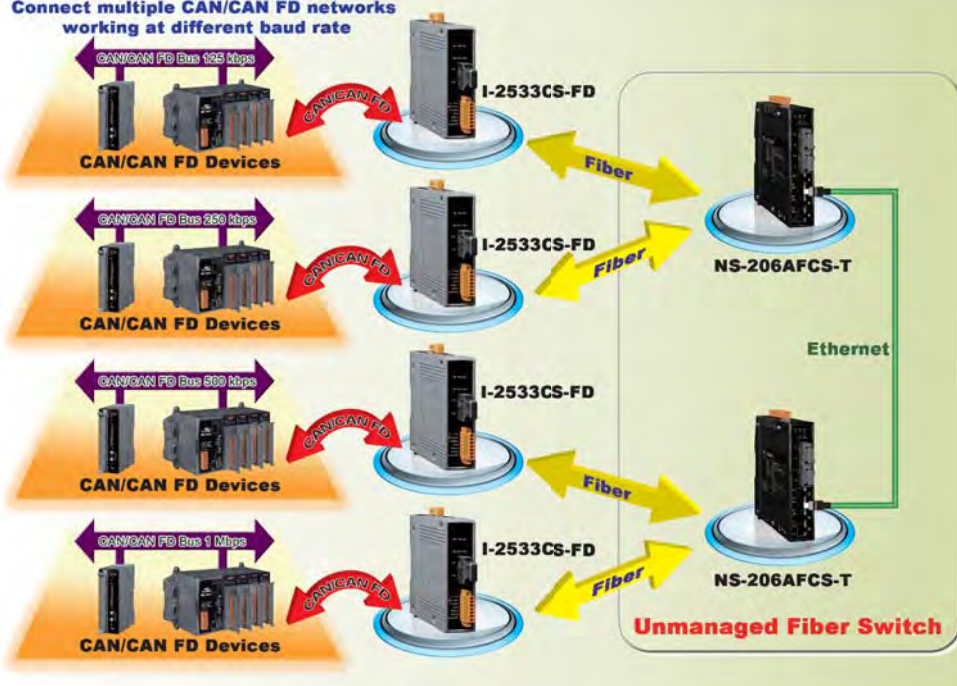 Connect multiple CAN/CAN FD networks
working at different baud rate
CAN/CAN FD Bus 125 kbps
CAN/CAN FD Devices
CAN/CAN FD
I-2533CS-FD
Fiber
NS-206AFCS-T
CAN/CAN FD Bus 250 kbps
CAN/CAN FD Devices
CAN/CAN FD
I-2533CS-FD
Fiber
Ethernet
CAN/CAN FD Bus 500 kbps
CAN/CAN FD Devices
CAN/CAN FD
I-2533CS-FD
Fiber
NS-206AFCS-T
CAN/CAN FD Bus 1 Mbps
CAN/CAN FD Devices
CAN/CAN FD
I-2533CS-FD
Fiber
Unmanaged Fiber Switch